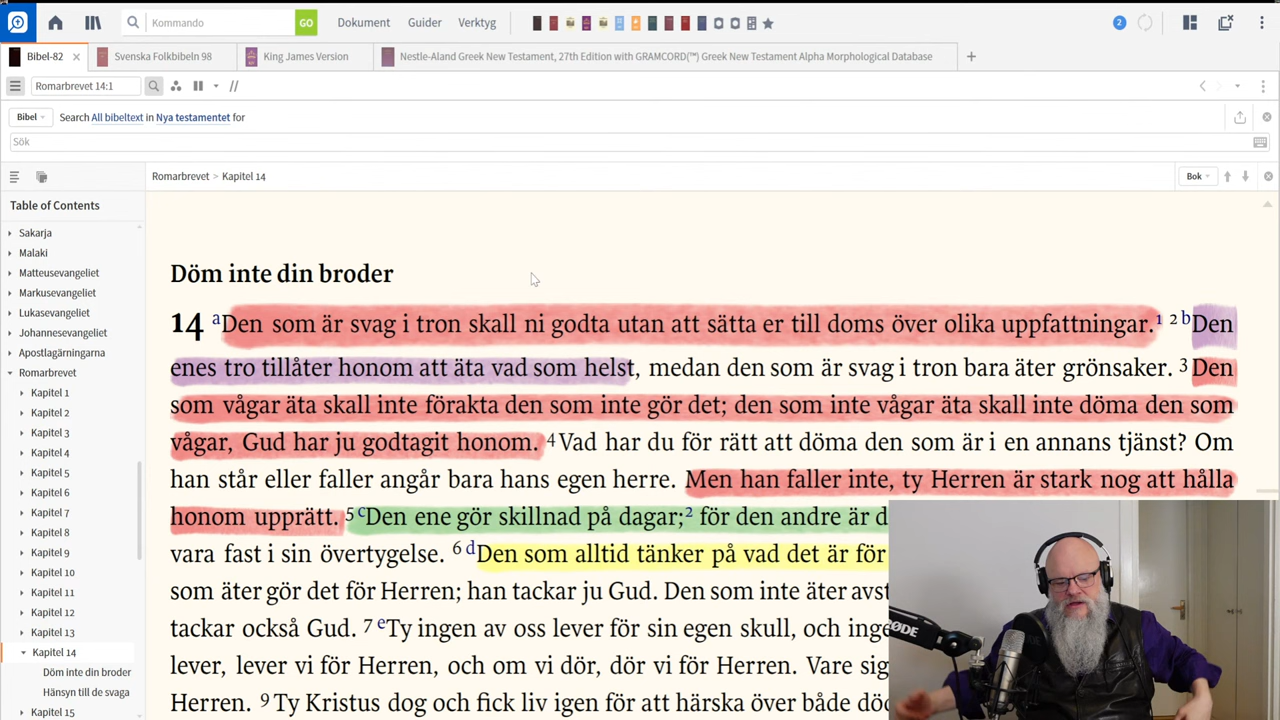 Kommando
GO
Dokument
Guider
Verktyg
2
Bibel-82
Svenska Folkbibeln 98
King James Version
Nestle-Aland Greek New Testament, 27th Edition with GRAMCORD(™) Greek New Testament Alpha Morphological Database
Romarbrevet 14:1
Bibel
Search All bibeltext in Nya testamentet for
Sök
Romarbrevet > Kapitel 14
Bok
Table of Contents
Sakarja
Malaki
Matteusevangeliet
Markusevangeliet
Lukasevangeliet
Johannesevangeliet
Apostlagärningarna
Romarbrevet
Kapitel 1
Kapitel 2
Kapitel 3
Kapitel 4
Kapitel 5
Kapitel 6
Kapitel 7
Kapitel 8
Kapitel 9
Kapitel 10
Kapitel 11
Kapitel 12
Kapitel 13
Kapitel 14
Döm inte din broder
Hänsyn till de svaga
Kapitel 15
Döm inte din broder
14 aDen som är svag i tron skall ni godta utan att sätta er till doms över olika uppfattningar.1 2 bDen
enes tro tillåter honom att äta vad som helst, medan den som är svag i tron bara äter grönsaker. 3 Den
som vågar äta skall inte förakta den som inte gör det; den som inte vågar äta skall inte döma den som
vågar, Gud har ju godtagit honom. 4 Vad har du för rätt att döma den som är i en annans tjänst? Om
han står eller faller angår bara hans egen herre. Men han faller inte, ty Herren är stark nog att hålla
honom upprätt. 5 cDen ene gör skillnad på dagar;2 för den andre är d
vara fast i sin övertygelse. 6 dDen som alltid tänker på vad det är för
som äter gör det för Herren; han tackar ju Gud. Den som inte äter avst
tackar också Gud. 7 eTy ingen av oss lever för sin egen skull, och inge
lever, lever vi för Herren, och om vi dör, dör vi för Herren. Vare sig
Herren. 9 Ty Kristus dog och fick liv igen för att härska över både död
RØDE